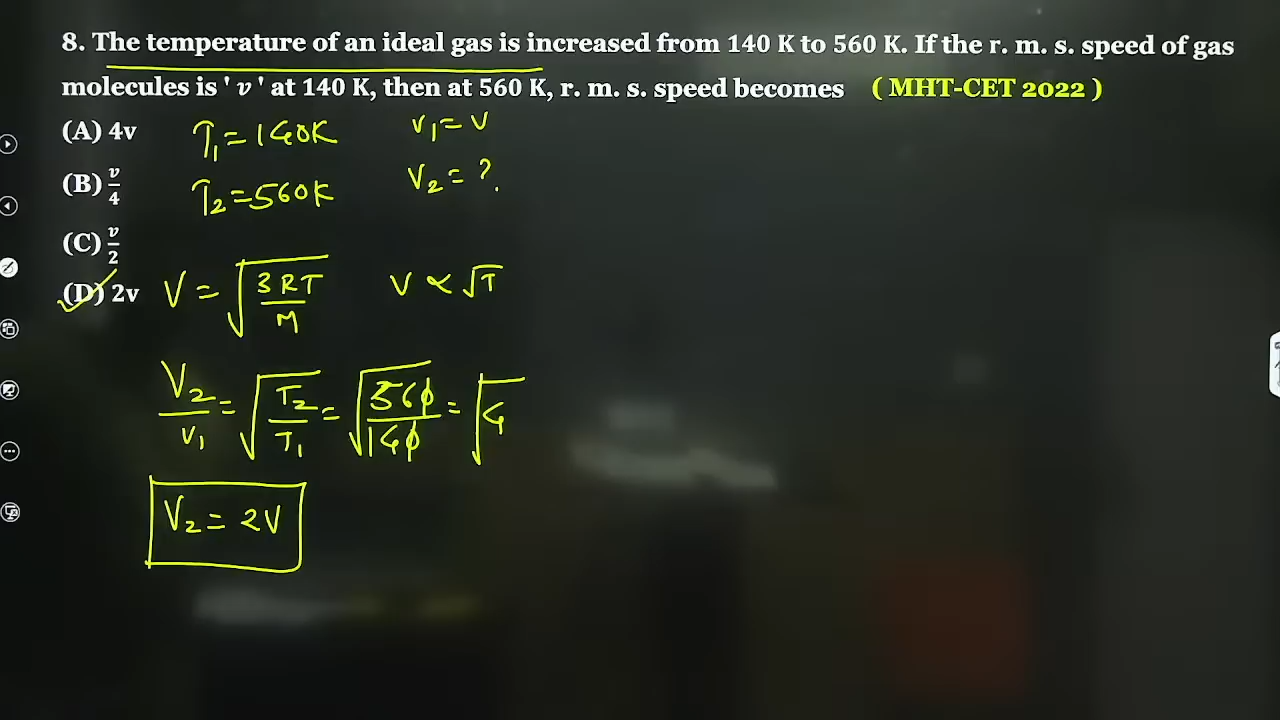 8. The temperature of an ideal gas is increased from 140 K to 560 K. If the r. m. s. speed of gas
molecules is ' v ' at 140 K, then at 560 K, r. m. s. speed becomes ( MHT-CET 2022 )
(A) 4v T₁ = 140K V₁ = V
(B) v/4 T₂ = 560K V₂ = ?
(C) v/2
(D) 2v V = √(3RT/M) V ∝ √T
V₂/V₁ = √(T₂/T₁) = √(560/140) = √4
V₂ = 2V